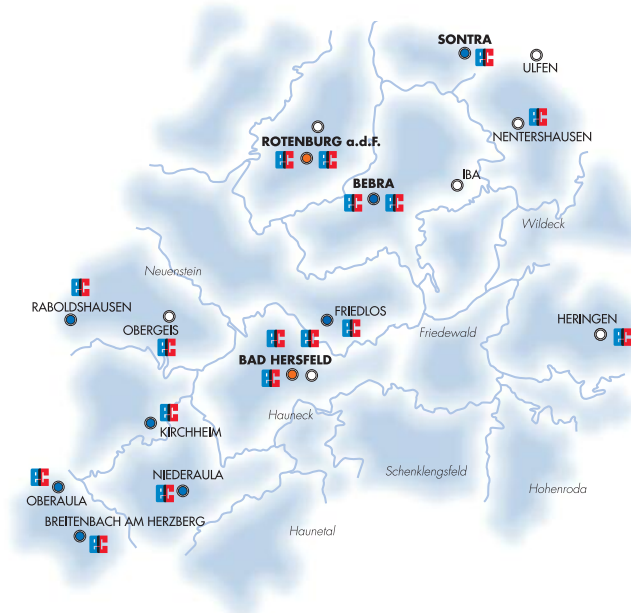 SONTRA
ULFEN
NENTERSHAUSEN
ROTENBURG a.d.F.
IBA
BEBRA
Wildeck
Neuenstein
RABOLDSHAUSEN
FRIEDLOS
OBERGEIS
Friedewald
HERINGEN
BAD HERSFELD
Hauneck
KIRCHHEIM
Schenklengsfeld
NIEDERAULA
Hohenroda
OBERAULA
BREITENBACH AM HERZBERG
Haunetal